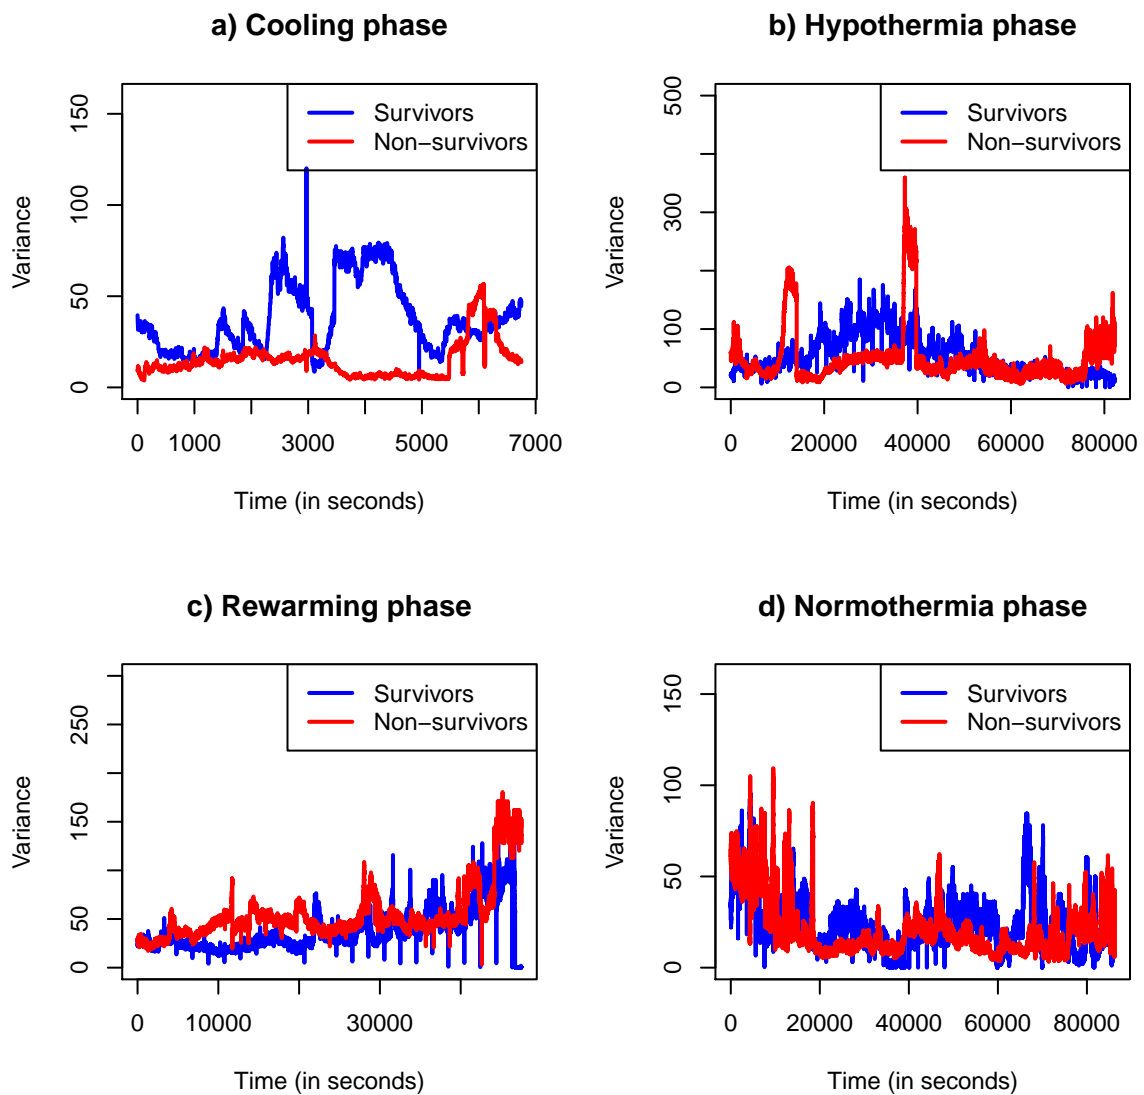 a) Cooling phase
Variance
0 50 100 150
Survivors
Non−survivors
0 1000 3000 5000 7000
Time (in seconds)
b) Hypothermia phase
Variance
0 100 300 500
Survivors
Non−survivors
0 20000 40000 60000 80000
Time (in seconds)
c) Rewarming phase
Variance
0 50 150 250
Survivors
Non−survivors
0 10000 30000
Time (in seconds)
d) Normothermia phase
Variance
0 50 100 150
Survivors
Non−survivors
0 20000 40000 60000 80000
Time (in seconds)